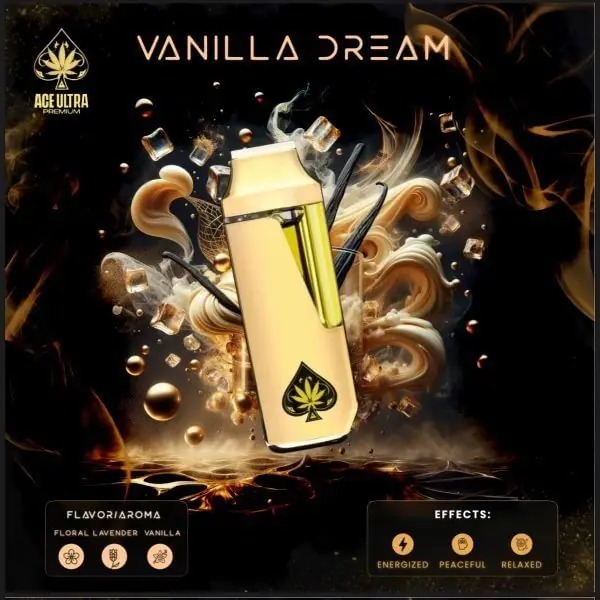 VANILLA DREAM
ACE ULTRA
PREMIUM
FLAVOR/AROMA
FLORAL LAVENDER VANILLA
EFFECTS:
ENERGIZED PEACEFUL RELAXED